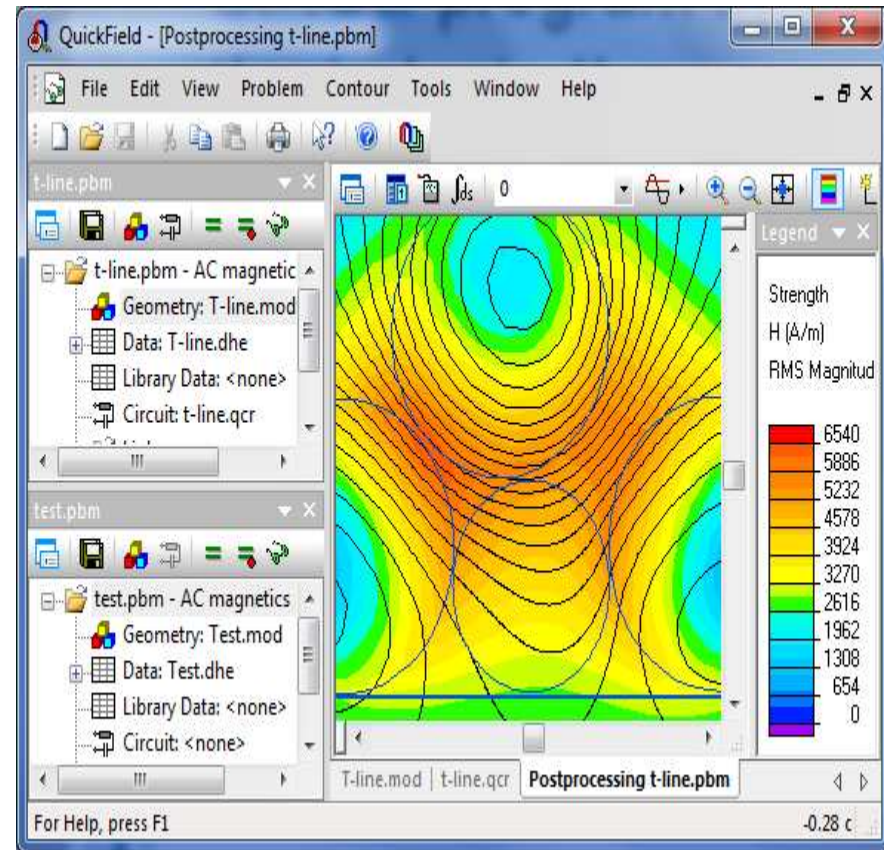 QuickField - [Postprocessing t-line.pbm]
File Edit View Problem Contour Tools Window Help
t-line.pbm
t-line.pbm - AC magnetic
Geometry: T-line.mod
Data: T-line.dhe
Library Data: <none>
Circuit: t-line.qcr
test.pbm
test.pbm - AC magnetics
Geometry: Test.mod
Data: Test.dhe
Library Data: <none>
Circuit: <none>
∫ds 0
Legend
Strength
H (A/m)
RMS Magnitud
6540
5886
5232
4578
3924
3270
2616
1962
1308
654
0
T-line.mod t-line.qcr Postprocessing t-line.pbm
For Help, press F1
-0.28 c